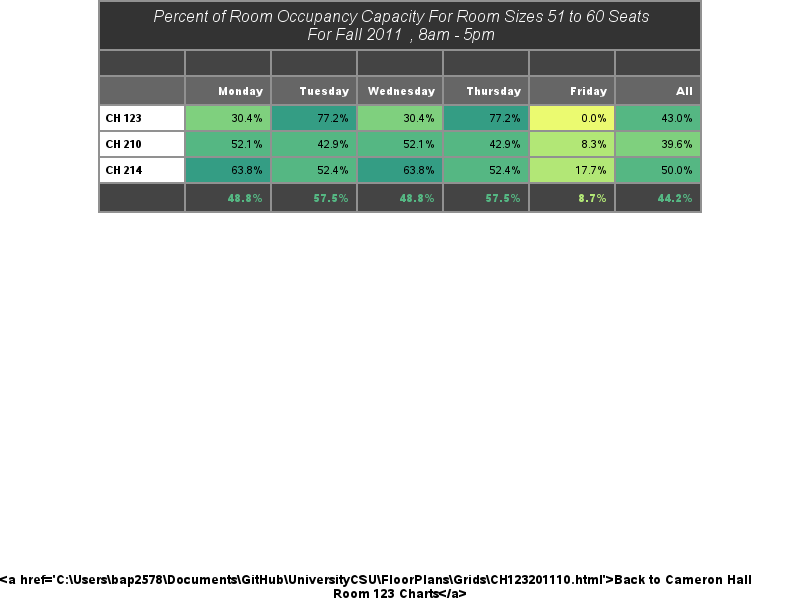 Percent of Room Occupancy Capacity For Room Sizes 51 to 60 Seats
For Fall 2011 , 8am - 5pm
Monday Tuesday Wednesday Thursday Friday All
CH 123 30.4% 77.2% 30.4% 77.2% 0.0% 43.0%
CH 210 52.1% 42.9% 52.1% 42.9% 8.3% 39.6%
CH 214 63.8% 52.4% 63.8% 52.4% 17.7% 50.0%
48.8% 57.5% 48.8% 57.5% 8.7% 44.2%
<a href='C:\Users\bap2578\Documents\GitHub\UniversityCSU\FloorPlans\Grids\CH123201110.html'>Back to Cameron Hall
Room 123 Charts</a>